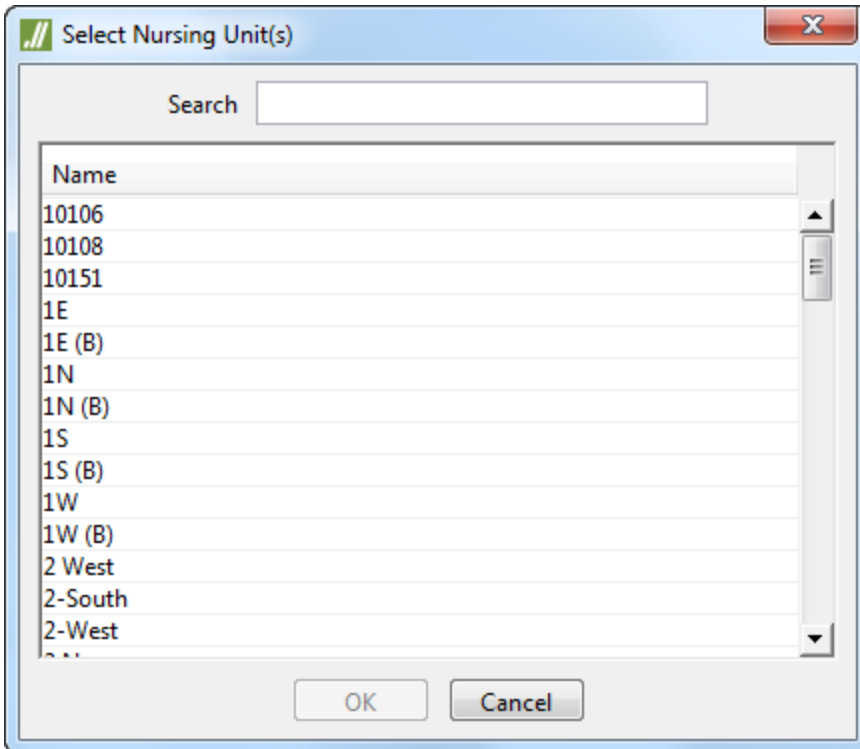 Select Nursing Unit(s)
Search
Name
10106
10108
10151
1E
1E (B)
1N
1N (B)
1S
1S (B)
1W
1W (B)
2 West
2-South
2-West
OK
Cancel